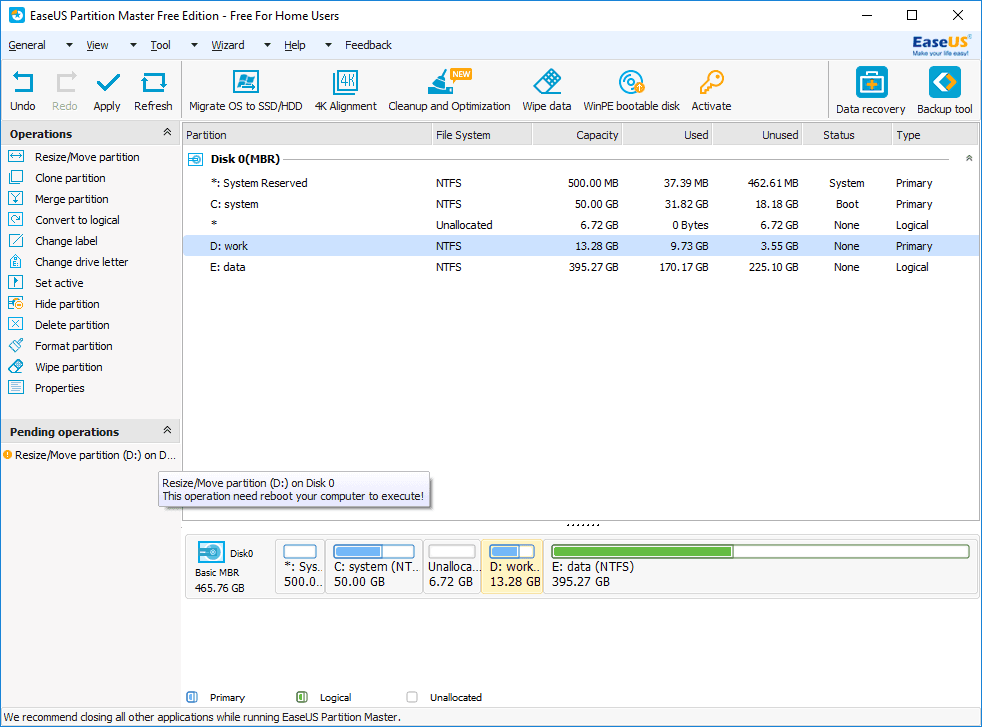 EaseUS Partition Master Free Edition - Free For Home Users
General View Tool Wizard Help Feedback
EaseUS®
Make your life easy!
Undo Redo Apply Refresh Migrate OS to SSD/HDD 4K Alignment Cleanup and Optimization Wipe data WinPE bootable disk Activate Data recovery Backup tool
4K
NEW
Operations
Resize/Move partition
Clone partition
Merge partition
Convert to logical
Change label
Change drive letter
Set active
Hide partition
Delete partition
Format partition
Wipe partition
Properties
Pending operations
Resize/Move partition (D:) on D...
Resize/Move partition (D:) on Disk 0
This operation need reboot your computer to execute!
Partition File System Capacity Used Unused Status Type
Disk 0(MBR)
*: System Reserved NTFS 500.00 MB 37.39 MB 462.61 MB System Primary
C: system NTFS 50.00 GB 31.82 GB 18.18 GB Boot Primary
* Unallocated 6.72 GB 0 Bytes 6.72 GB None Logical
D: work NTFS 13.28 GB 9.73 GB 3.55 GB None Primary
E: data NTFS 395.27 GB 170.17 GB 225.10 GB None Logical
Disk0
Basic MBR
465.76 GB
*: Sys...
500.0...
C: system (NT...
50.00 GB
Unalloca...
6.72 GB
D: work...
13.28 GB
E: data (NTFS)
395.27 GB
Primary Logical Unallocated
We recommend closing all other applications while running EaseUS Partition Master.